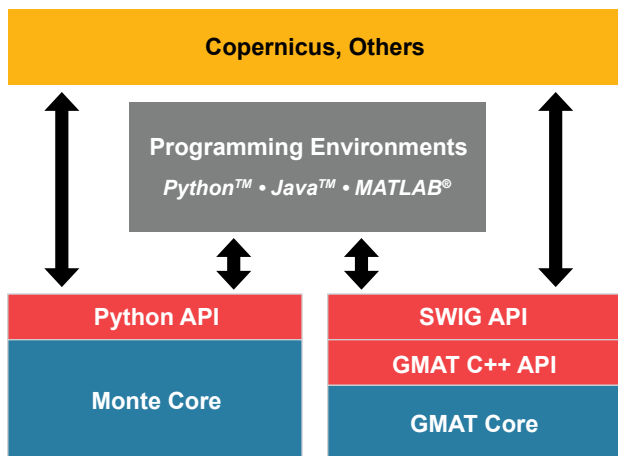 Copernicus, Others
Programming Environments
Python™ • Java™ • MATLAB®
Python API
Monte Core
SWIG API
GMAT C++ API
GMAT Core